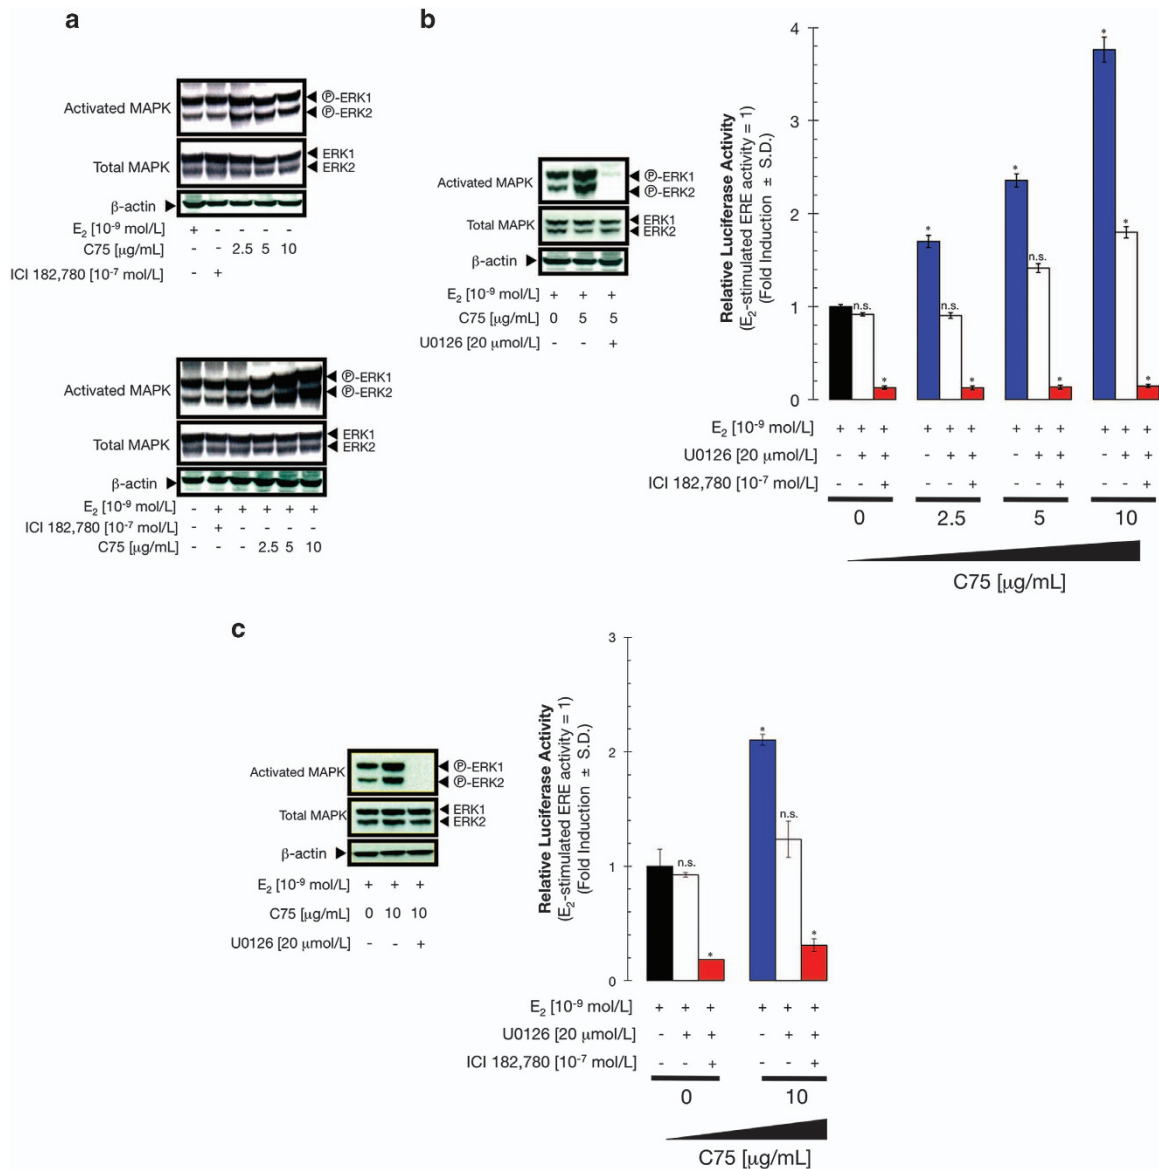 a
Activated MAPK
Ⓟ-ERK1
Ⓟ-ERK2
Total MAPK
ERK1
ERK2
β-actin
E₂ [10⁻⁹ mol/L] + - - - -
C75 [μg/mL] - - 2.5 5 10
ICI 182,780 [10⁻⁷ mol/L] - + - - -
Activated MAPK
Ⓟ-ERK1
Ⓟ-ERK2
Total MAPK
ERK1
ERK2
β-actin
E₂ [10⁻⁹ mol/L] - + + + + +
ICI 182,780 [10⁻⁷ mol/L] - + - - - -
C75 [μg/mL] - - - 2.5 5 10
b
Activated MAPK
Ⓟ-ERK1
Ⓟ-ERK2
Total MAPK
ERK1
ERK2
β-actin
E₂ [10⁻⁹ mol/L] + + +
C75 [μg/mL] 0 5 5
U0126 [20 μmol/L] - - +
Relative Luciferase Activity
(E₂-stimulated ERE activity = 1)
(Fold Induction ± S.D.)
4
3
2
1
0
n.s.
*
*
n.s.
*
*
n.s.
*
*
*
*
E₂ [10⁻⁹ mol/L] + + + + + + + + + + + +
U0126 [20 μmol/L] - + + - + + - + + - + +
ICI 182,780 [10⁻⁷ mol/L] - - + - - + - - + - - +
0 2.5 5 10
C75 [μg/mL]
c
Activated MAPK
Ⓟ-ERK1
Ⓟ-ERK2
Total MAPK
ERK1
ERK2
β-actin
E₂ [10⁻⁹ mol/L] + + +
C75 [μg/mL] 0 10 10
U0126 [20 μmol/L] - - +
Relative Luciferase Activity
(E₂-stimulated ERE activity = 1)
(Fold Induction ± S.D.)
3
2
1
0
n.s.
*
*
n.s.
*
E₂ [10⁻⁹ mol/L] + + + + + +
U0126 [20 μmol/L] - + + - + +
ICI 182,780 [10⁻⁷ mol/L] - - + - - +
0 10
C75 [μg/mL]